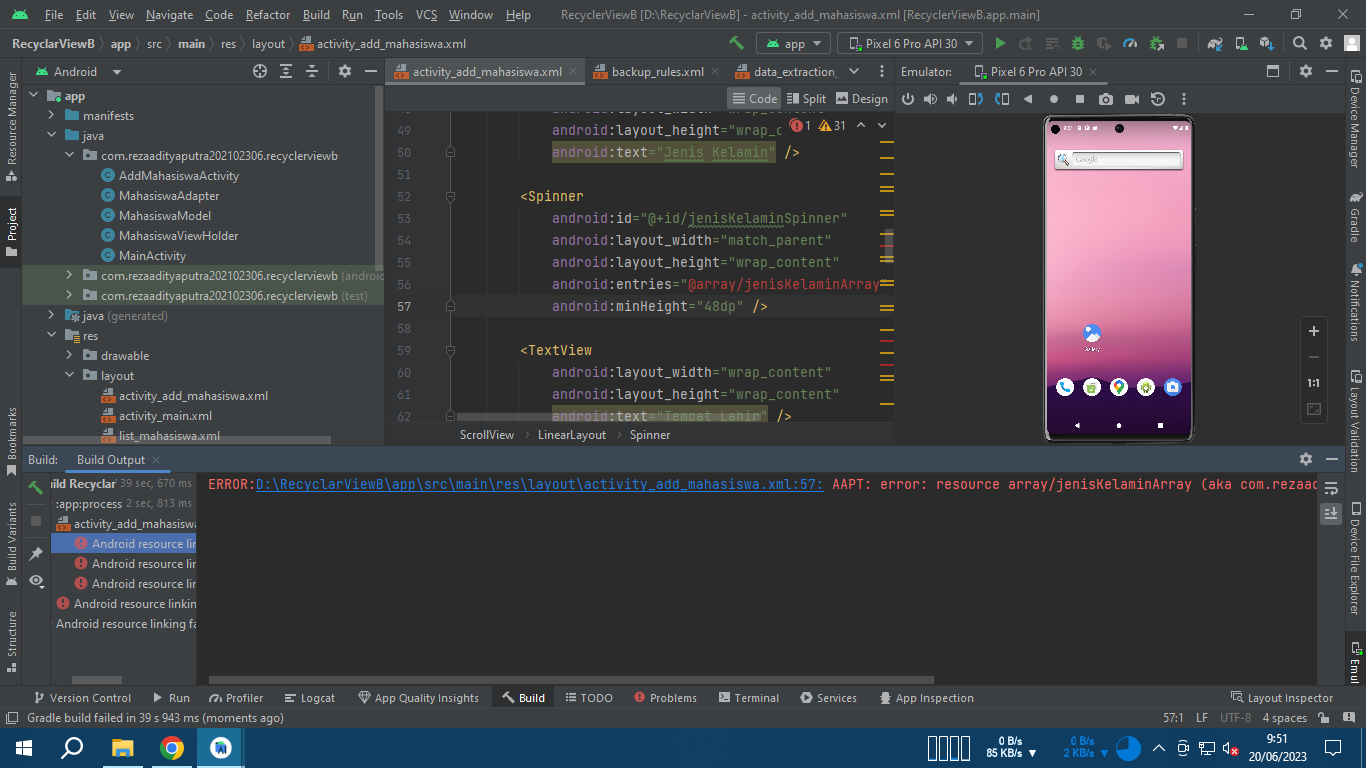 File Edit View Navigate Code Refactor Build Run Tools VCS Window Help RecyclerViewB [D:\RecyclarViewB] - activity_add_mahasiswa.xml [RecyclerViewB.app.main]
RecyclarViewB app src main res layout activity_add_mahasiswa.xml app Pixel 6 Pro API 30
Android activity_add_mahasiswa.xml backup_rules.xml data_extraction_ Emulator: Pixel 6 Pro API 30
Code Split Design
Resource Manager
Project
Bookmarks
Build Variants
Structure
app
manifests
java
com.rezaadityaputra202102306.recyclerviewb
AddMahasiswaActivity
MahasiswaAdapter
MahasiswaModel
MahasiswaViewHolder
MainActivity
com.rezaadityaputra202102306.recyclerviewb (android
com.rezaadityaputra202102306.recyclerviewb (test)
java (generated)
res
drawable
layout
activity_add_mahasiswa.xml
activity_main.xml
list_mahasiswa.xml
1 31
49 android:layout_height="wrap_c
50 android:text="Jenis Kelamin" />
51
52 <Spinner
53 android:id="@+id/jenisKelaminSpinner"
54 android:layout_width="match_parent"
55 android:layout_height="wrap_content"
56 android:entries="@array/jenisKelaminArray"
57 android:minHeight="48dp" />
58
59 <TextView
60 android:layout_width="wrap_content"
61 android:layout_height="wrap_content"
62 android:text="Tempat Lahir" />
ScrollView LinearLayout Spinner
Google
Gallery
1:1
Device Manager
Gradle
Notifications
Layout Validation
Device File Explorer
Emul
Build: Build Output
uild Recyclar 39 sec, 670 ms
:app:process 2 sec, 813 ms
activity_add_mahasiswa
Android resource lin
Android resource lin
Android resource lin
Android resource linking
Android resource linking fa
ERROR:D:\RecyclarViewB\app\src\main\res\layout\activity_add_mahasiswa.xml:57: AAPT: error: resource array/jenisKelaminArray (aka com.rezaad
Version Control Run Profiler Logcat App Quality Insights Build TODO Problems Terminal Services App Inspection Layout Inspector
Gradle build failed in 39 s 943 ms (moments ago) 57:1 LF UTF-8 4 spaces
0 B/s
85 KB/s
0 B/s
2 KB/s
9:51
20/06/2023